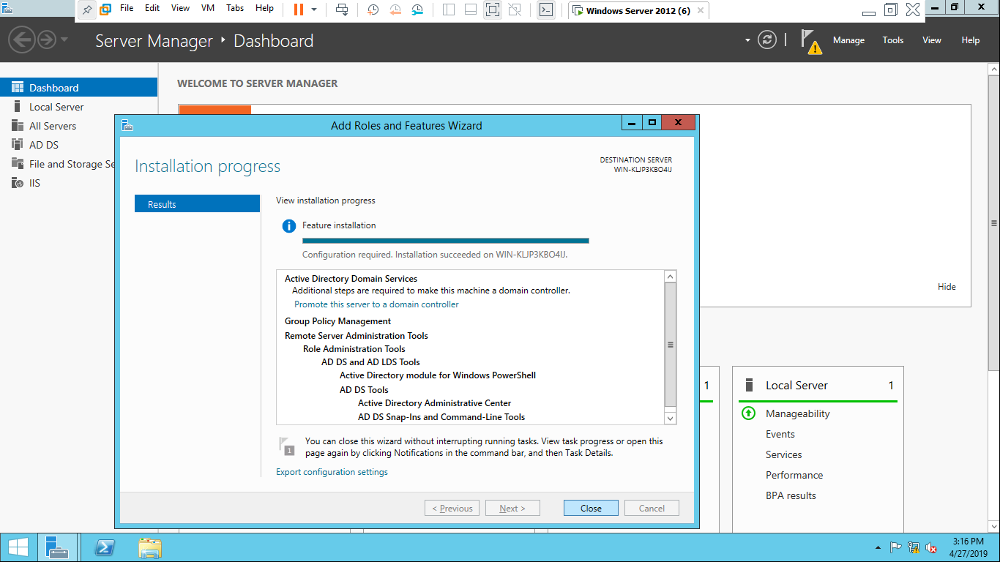 File Edit View VM Tabs Help
Windows Server 2012 (6)
Server Manager Dashboard
Manage Tools View Help
Dashboard
Local Server
All Servers
AD DS
File and Storage Se
IIS
WELCOME TO SERVER MANAGER
Hide
Add Roles and Features Wizard
Installation progress
DESTINATION SERVER
WIN-KLJP3KBO4IJ
Results
View installation progress
Feature installation
Configuration required. Installation succeeded on WIN-KLJP3KBO4IJ.
Active Directory Domain Services
Additional steps are required to make this machine a domain controller.
Promote this server to a domain controller
Group Policy Management
Remote Server Administration Tools
Role Administration Tools
AD DS and AD LDS Tools
Active Directory module for Windows PowerShell
AD DS Tools
Active Directory Administrative Center
AD DS Snap-Ins and Command-Line Tools
1
You can close this wizard without interrupting running tasks. View task progress or open this
page again by clicking Notifications in the command bar, and then Task Details.
Export configuration settings
< Previous Next > Close Cancel
1
Local Server 1
Manageability
Events
Services
Performance
BPA results
3:16 PM
4/27/2019